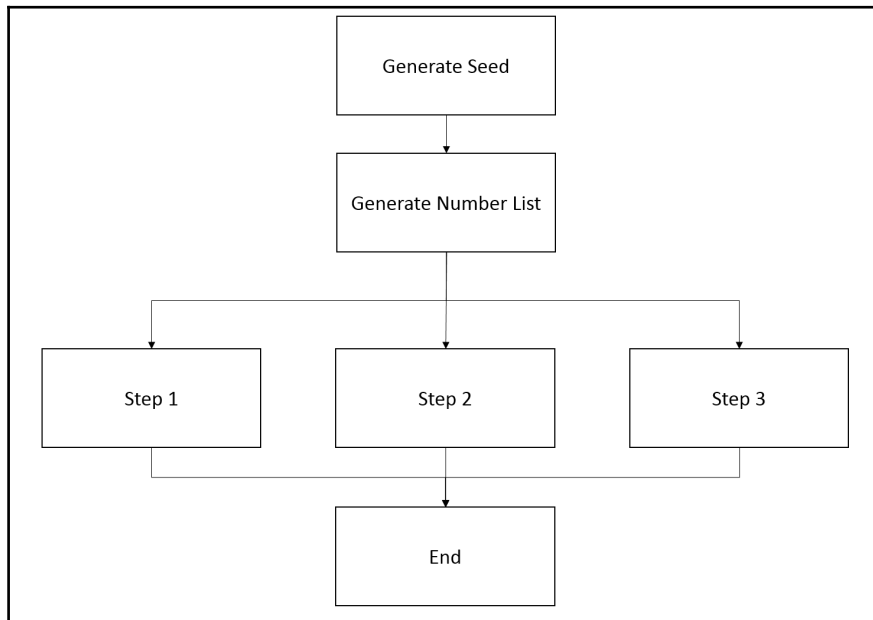 Generate Seed
Generate Number List
Step 1
Step 2
Step 3
End